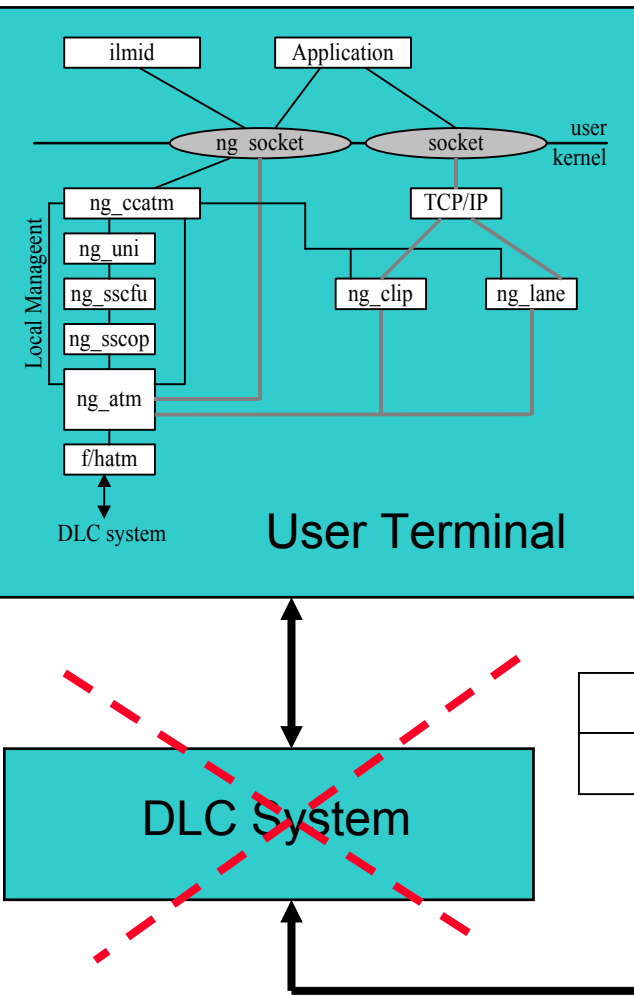 ilmid
Application
user
ng_socket
socket
kernel
ng_ccatm
TCP/IP
Local Manageent
ng_uni
ng_sscfu
ng_clip
ng_lane
ng_sscop
ng_atm
f/hatm
DLC system
User Terminal
DLC System